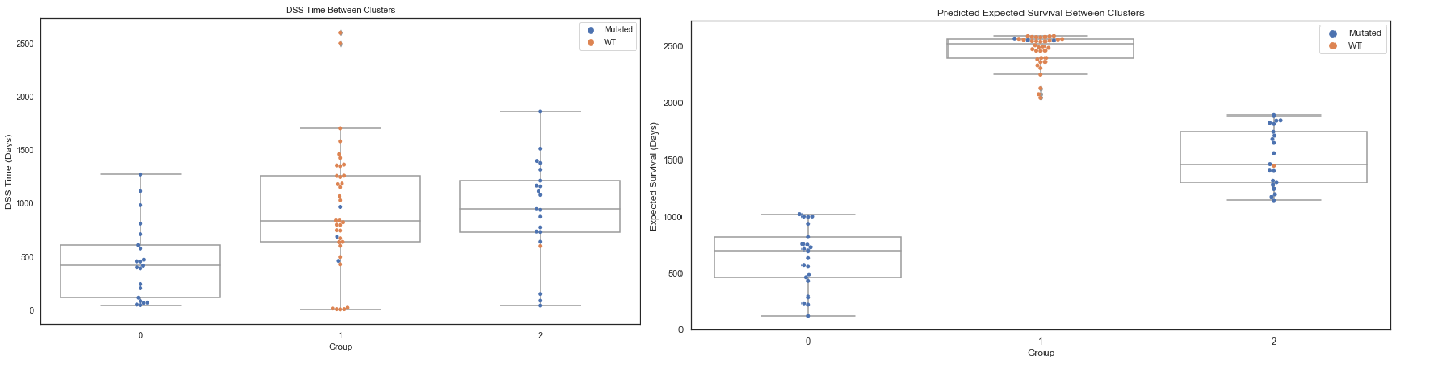 DSS Time Between Clusters
Mutated
WT
2500
2000
1500
1000
500
0
DSS Time (Days)
0
1
2
Group
Predicted Expected Survival Between Clusters
Mutated
WT
2500
2000
1500
1000
500
0
Expected Survival (Days)
0
1
2
Group